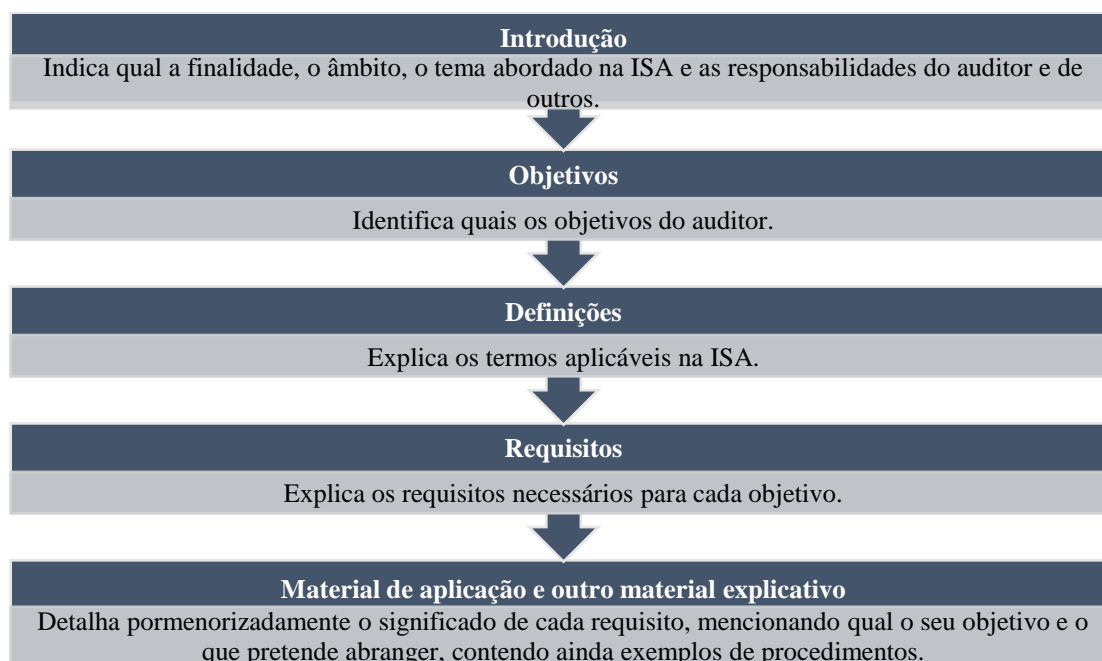 Introdução
Indica qual a finalidade, o âmbito, o tema abordado na ISA e as responsabilidades do auditor e de
outros.
Objetivos
Identifica quais os objetivos do auditor.
Definições
Explica os termos aplicáveis na ISA.
Requisitos
Explica os requisitos necessários para cada objetivo.
Material de aplicação e outro material explicativo
Detalha pormenorizadamente o significado de cada requisito, mencionando qual o seu objetivo e o
que pretende abranger, contendo ainda exemplos de procedimentos.